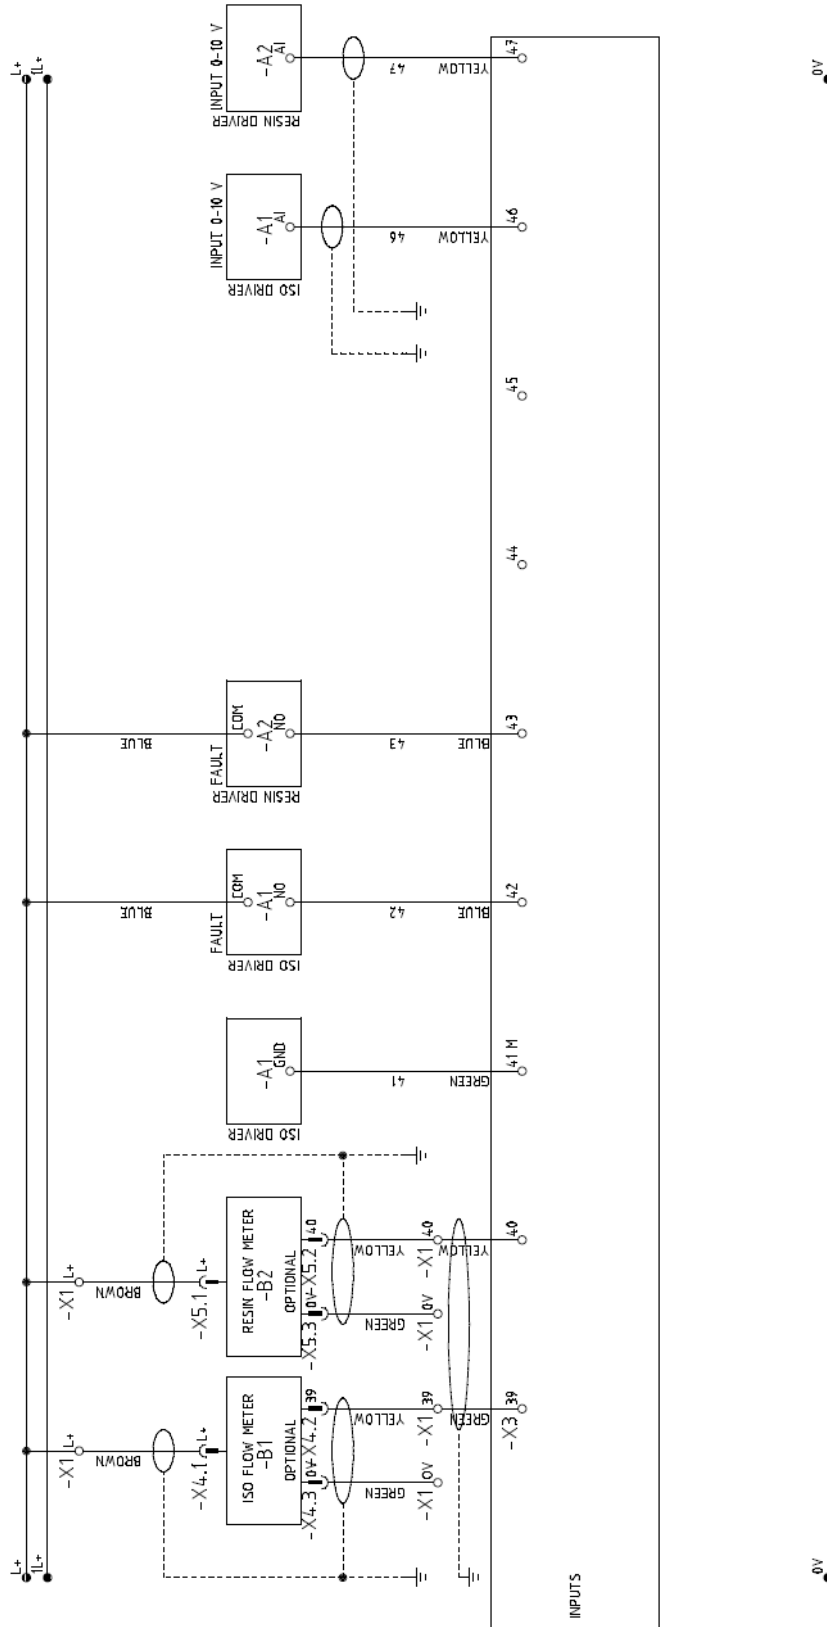 L+
1L+
0V
INPUT 0-10 V
-A2
AI
RESIN DRIVER
47
YELLOW
47
INPUT 0-10 V
-A1
AI
ISO DRIVER
46
YELLOW
46
45
44
BLUE
FAULT
COM
-A2
NO
RESIN DRIVER
43
BLUE
43
BLUE
FAULT
COM
-A1
NO
ISO DRIVER
42
BLUE
42
-A1
GND
ISO DRIVER
41
GREEN
41 M
-X1
L+
BROWN
-X5.1
L+
RESIN FLOW METER
-B2
OPTIONAL
-X5.2
40
YELLOW
-X1
40
YELLOW
40
-X5.3
0V
GREEN
-X1
0V
-X1
L+
BROWN
-X4.1
L+
ISO FLOW METER
-B1
OPTIONAL
-X4.2
39
YELLOW
-X1
39
GREEN
-X3
39
-X4.3
0V
GREEN
-X1
0V
L+
1L+
INPUTS
0V